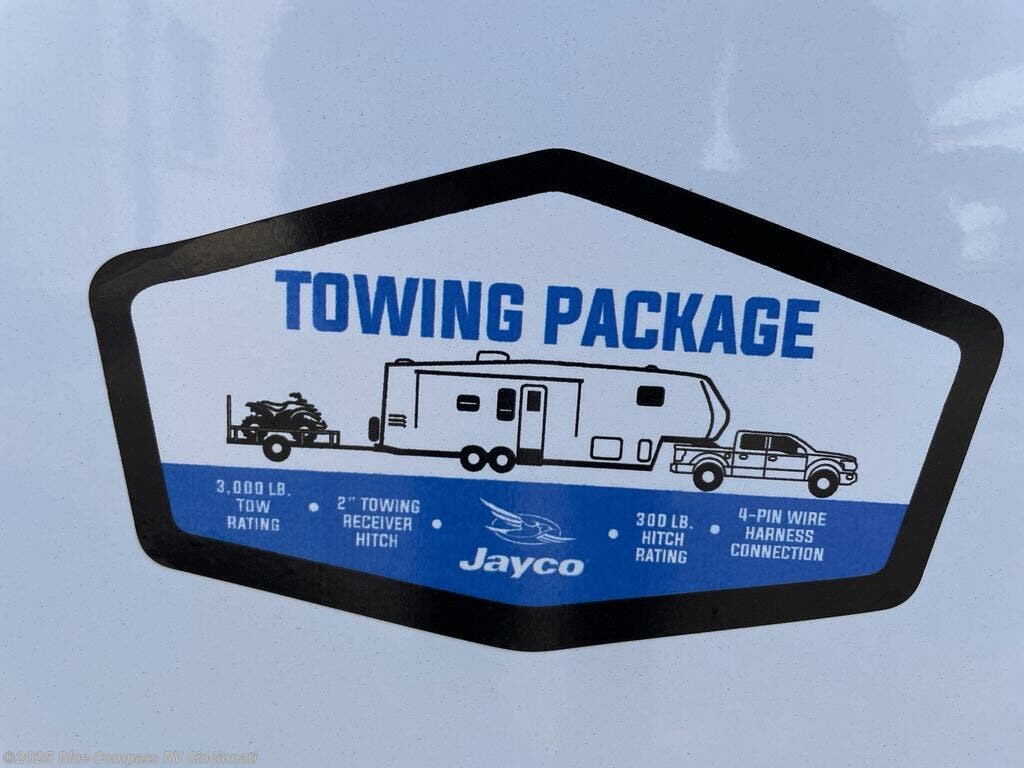 TOWING PACKAGE
3,000 LB.
TOW
RATING
•
2" TOWING
RECEIVER
HITCH
•
Jayco
•
300 LB.
HITCH
RATING
•
4-PIN WIRE
HARNESS
CONNECTION
©2025 Blue Compass RV Cincinnati